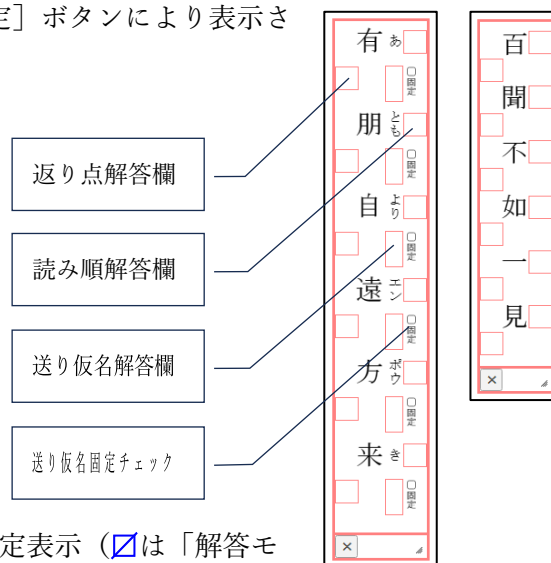 定］ボタンにより表示さ
返り点解答欄
読み順解答欄
送り仮名解答欄
送り仮名固定チェック
有 あ
固定
朋 とも
固定
自 より
固定
遠 エン
固定
方 ポウ
固定
来 き
固定
×
百
聞
不
如
一
見
×
定表示（☑は「解答モ